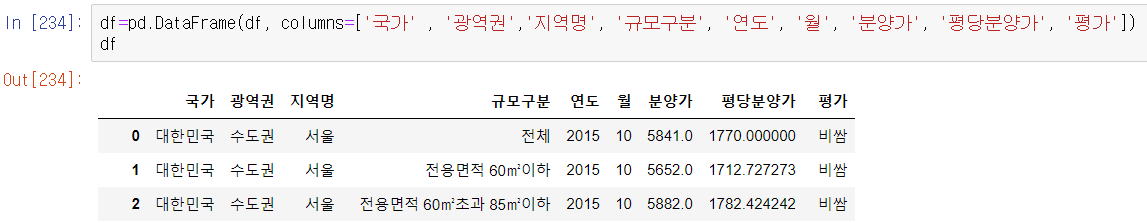 In [234]: df=pd.DataFrame(df, columns=['국가' , '광역권','지역명', '규모구분', '연도', '월', '분양가', '평당분양가', '평가'])
df
Out[234]:
국가 광역권 지역명 규모구분 연도 월 분양가 평당분양가 평가
0 대한민국 수도권 서울 전체 2015 10 5841.0 1770.000000 비쌈
1 대한민국 수도권 서울 전용면적 60㎡이하 2015 10 5652.0 1712.727273 비쌈
2 대한민국 수도권 서울 전용면적 60㎡초과 85㎡이하 2015 10 5882.0 1782.424242 비쌈